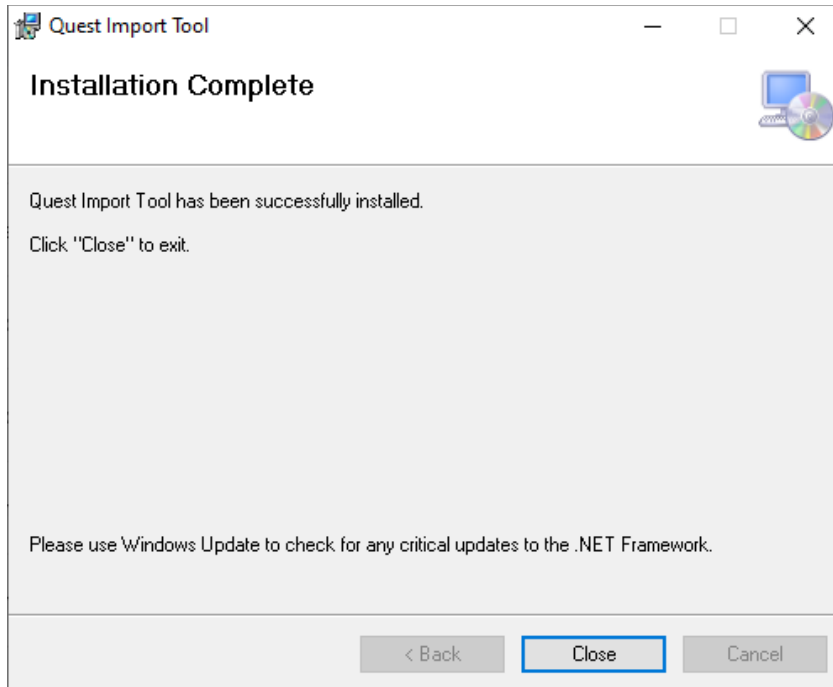 Quest Import Tool
Installation Complete
Quest Import Tool has been successfully installed.
Click "Close" to exit.
Please use Windows Update to check for any critical updates to the .NET Framework.
< Back Close Cancel